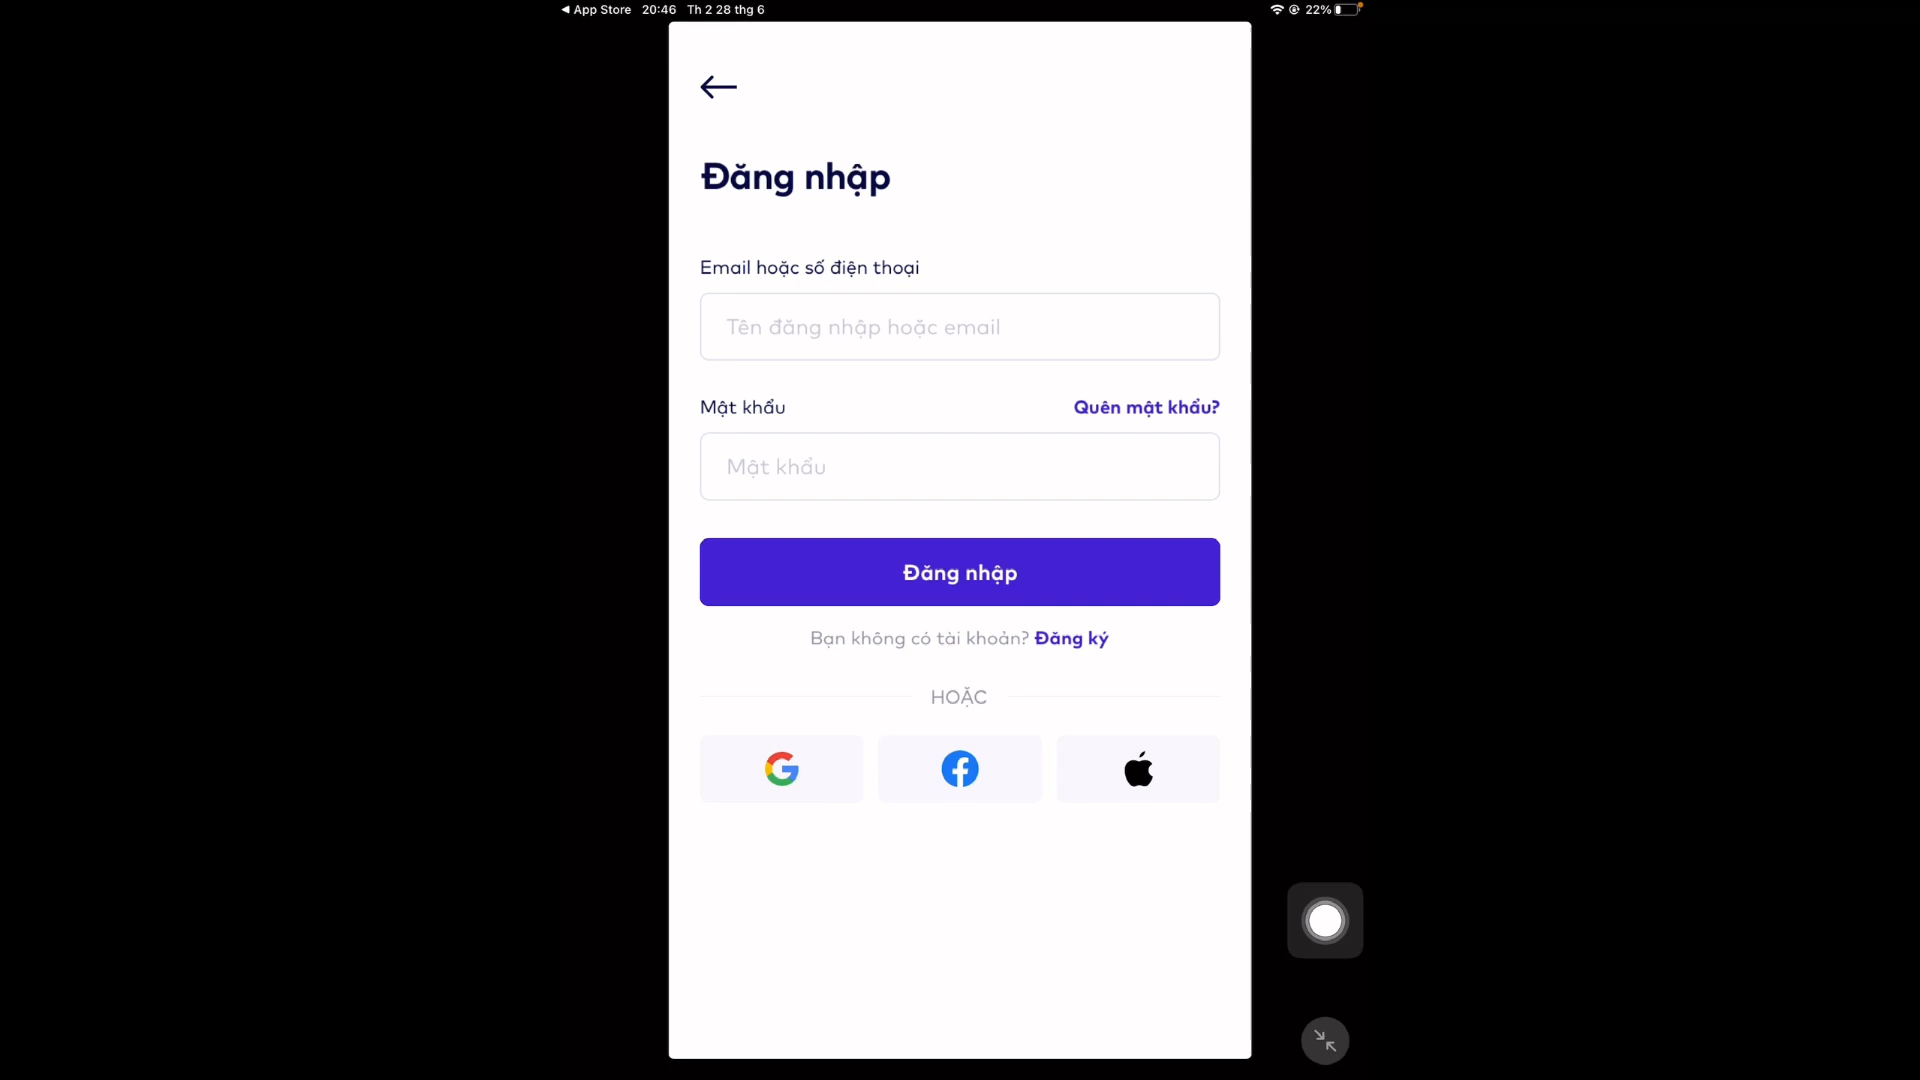 ◀ App Store 20:46 Th 2 28 thg 6 22%
Đăng nhập
Email hoặc số điện thoại
Tên đăng nhập hoặc email
Mật khẩu Quên mật khẩu?
Mật khẩu
Đăng nhập
Bạn không có tài khoản? Đăng ký
HOẶC